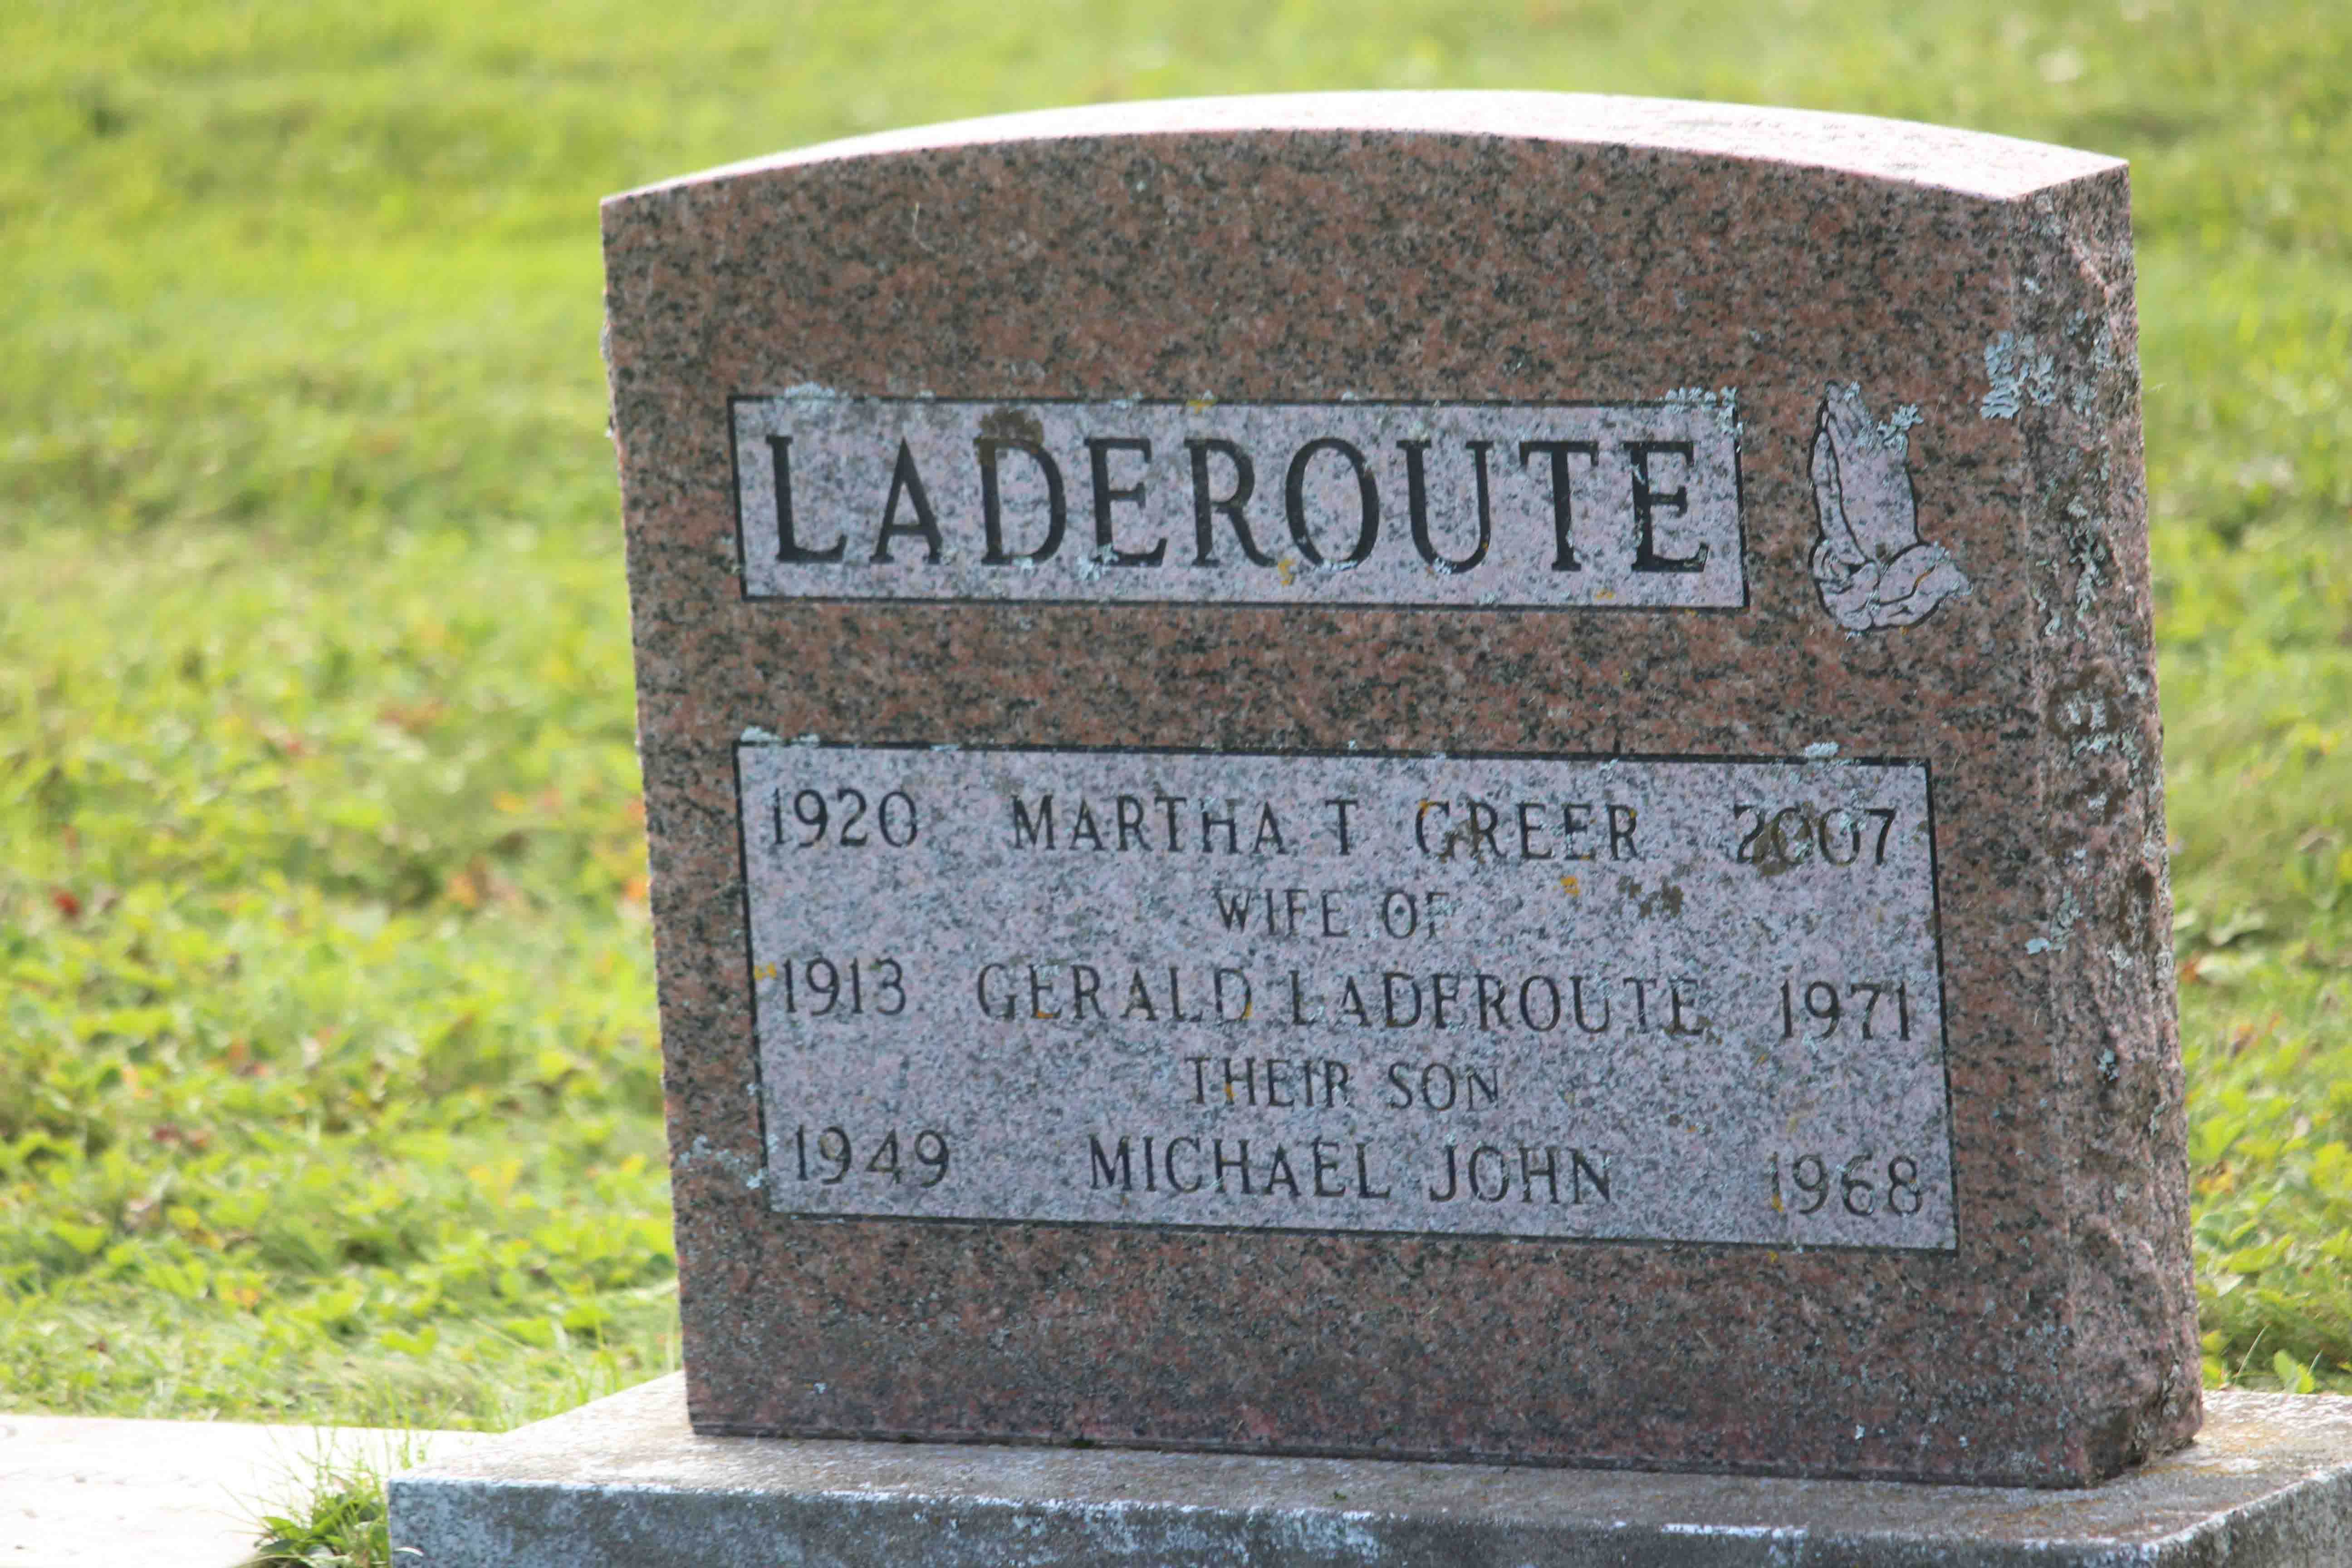 LADEROUTE
1920 MARTHA T GREER 2007
WIFE OF
1913 GERALD LADEROUTE 1971
THEIR SON
1949 MICHAEL JOHN 1968